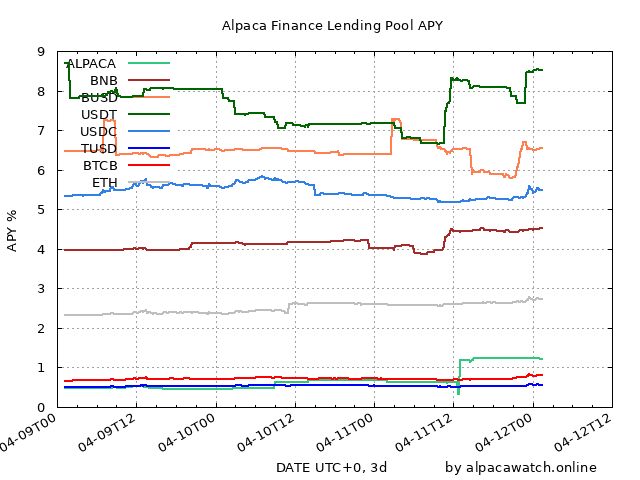 Alpaca Finance Lending Pool APY
9
8
7
6
5
4
3
2
1
0
APY %
ALPACA
BNB
BUSD
USDT
USDC
TUSD
BTCB
ETH
04-09T00
04-09T12
04-10T00
04-10T12
04-11T00
04-11T12
04-12T00
04-12T12
DATE UTC+0, 3d
by alpacawatch.online